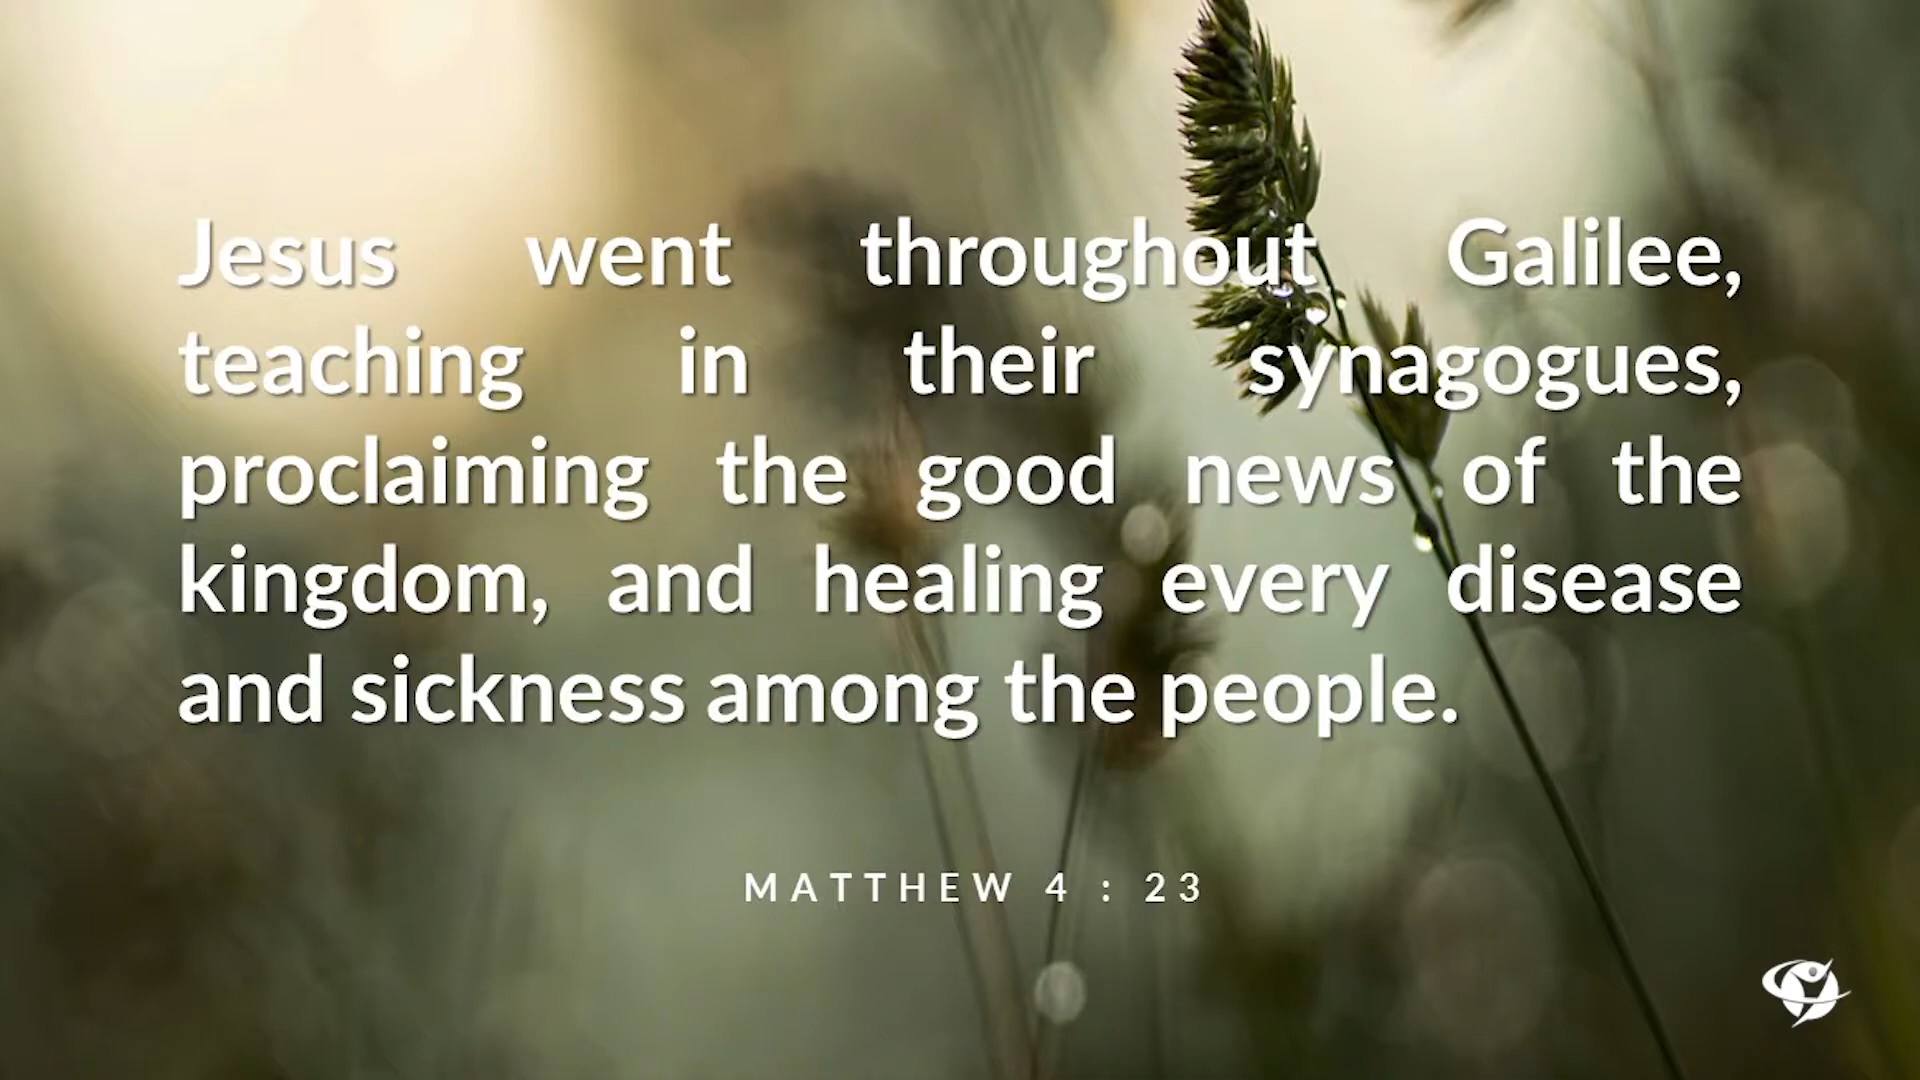 Jesus went throughout Galilee,
teaching in their synagogues,
proclaiming the good news of the
kingdom, and healing every disease
and sickness among the people.
MATTHEW 4 : 23